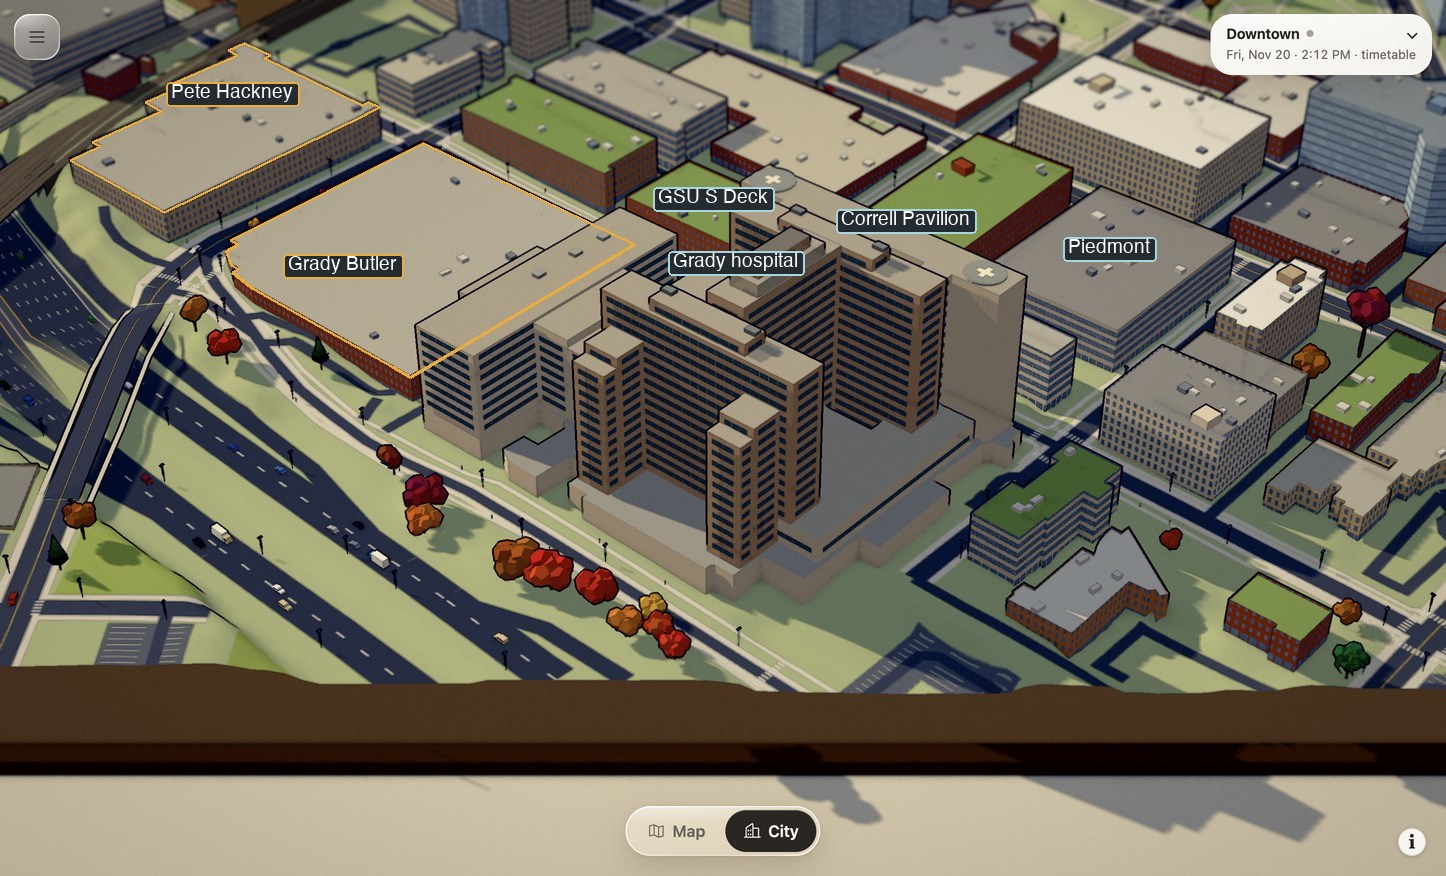 Downtown
Fri, Nov 20 · 2:12 PM · timetable
Pete Hackney
GSU S Deck
Correll Pavilion
Piedmont
Grady Butler
Grady hospital
Map
City
i